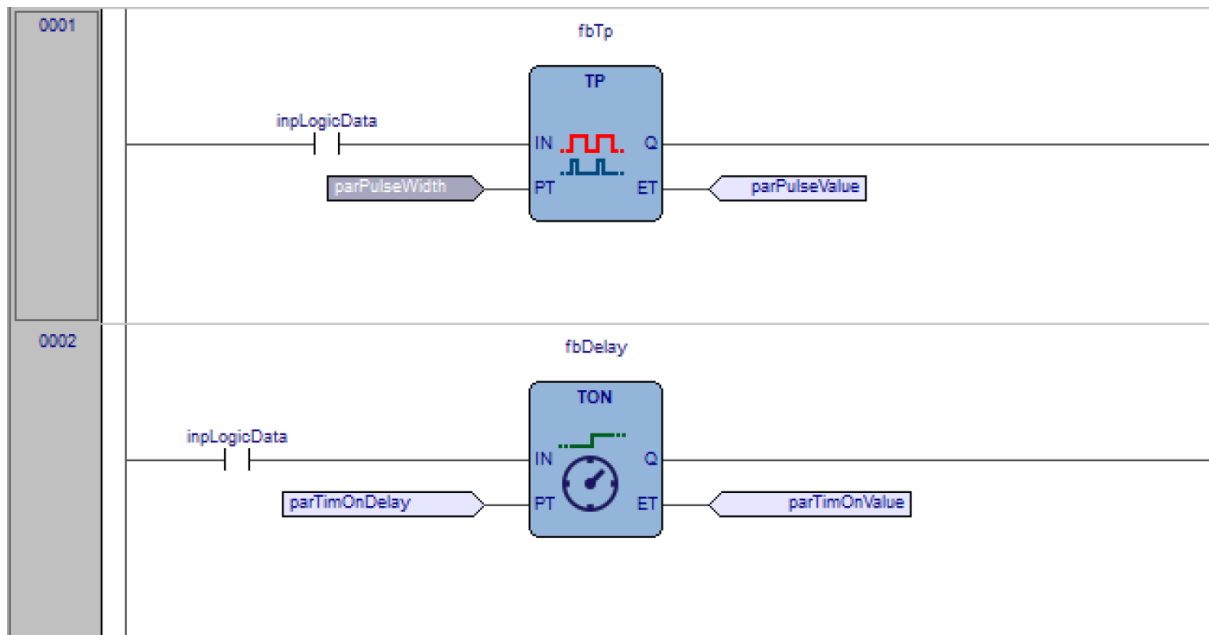 0001
fbTp
TP
inpLogicData
IN Q
parPulseWidth PT ET parPulseValue
0002
fbDelay
TON
inpLogicData
IN Q
parTimOnDelay PT ET parTimOnValue